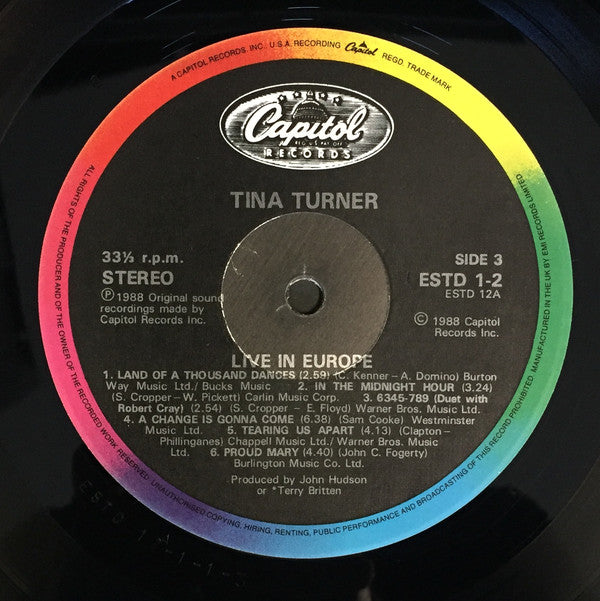 A CAPITOL RECORDS, INC. U.S.A. RECORDING Capitol REGD. TRADE MARK
Capitol
REG. U.S. PAT. OFF.
RECORDS
TINA TURNER
33⅓ r.p.m.
STEREO
Ⓟ 1988 Original sound
recordings made by
Capitol Records Inc.
SIDE 3
ESTD 1-2
ESTD 12A
© 1988 Capitol
Records Inc.
LIVE IN EUROPE
1. LAND OF A THOUSAND DANCES (2.59) (C. Kenner – A. Domino) Burton
Way Music Ltd./ Bucks Music 2. IN THE MIDNIGHT HOUR (3.24)
(S. Cropper – W. Pickett) Carlin Music Corp. 3. 6345-789 (Duet with
Robert Cray) (2.54) (S. Cropper – E. Floyd) Warner Bros. Music Ltd.
4. A CHANGE IS GONNA COME (6.38) (Sam Cooke) Westminster
Music Ltd. 5. TEARING US APART (4.13) (Clapton –
Phillinganes) Chappell Music Ltd./ Warner Bros. Music
Ltd. 6. PROUD MARY (4.40) (John C. Fogerty)
Burlington Music Co. Ltd.
Produced by John Hudson
or *Terry Britten
ALL RIGHTS OF THE PRODUCER AND OF THE OWNER OF THE RECORDED WORK RESERVED. UNAUTHORISED COPYING, HIRING, RENTING, PUBLIC PERFORMANCE AND BROADCASTING OF THIS RECORD PROHIBITED. MANUFACTURED IN THE UK BY EMI RECORDS LIMITED